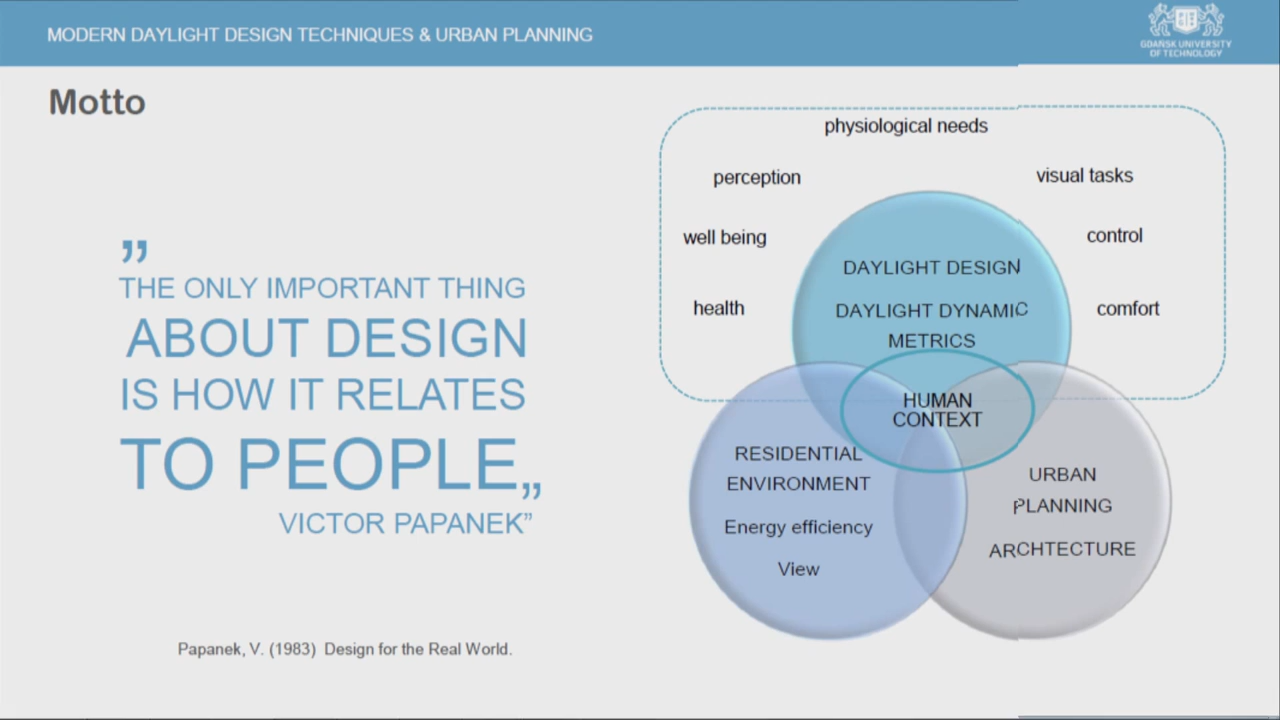 MODERN DAYLIGHT DESIGN TECHNIQUES & URBAN PLANNING
GDAŃSK UNIVERSITY
OF TECHNOLOGY
Motto
”
THE ONLY IMPORTANT THING
ABOUT DESIGN
IS HOW IT RELATES
TO PEOPLE„
VICTOR PAPANEK”
Papanek, V. (1983) Design for the Real World.
physiological needs
perception
visual tasks
well being
control
health
comfort
DAYLIGHT DESIGN
DAYLIGHT DYNAMIC
METRICS
HUMAN
CONTEXT
RESIDENTIAL
ENVIRONMENT
Energy efficiency
View
URBAN
PLANNING
ARCHTECTURE